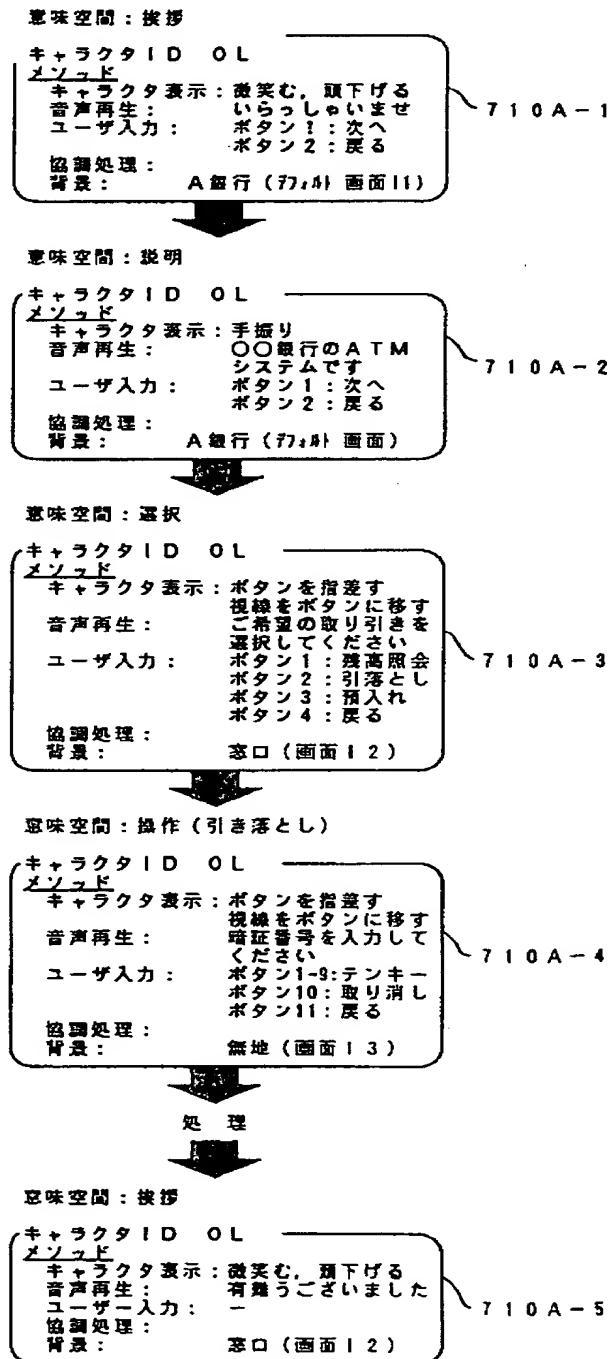 意味空間：挨拶
キャラクタID OL
メソッド
キャラクタ表示：微笑む，頭下げる
音声再生： いらっしゃいませ
ユーザ入力： ボタン1：次へ
ボタン2：戻る
協調処理：
背景： A銀行（デフォルト 画面I1）
710A-1
意味空間：説明
キャラクタID OL
メソッド
キャラクタ表示：手振り
音声再生： 〇〇銀行のATM
システムです
ユーザ入力： ボタン1：次へ
ボタン2：戻る
協調処理：
背景： A銀行（デフォルト 画面）
710A-2
意味空間：選択
キャラクタID OL
メソッド
キャラクタ表示：ボタンを指差す
視線をボタンに移す
音声再生： ご希望の取り引きを
選択してください
ユーザ入力： ボタン1：残高照会
ボタン2：引落とし
ボタン3：預入れ
ボタン4：戻る
協調処理：
背景： 窓口（画面I2）
710A-3
意味空間：操作（引き落とし）
キャラクタID OL
メソッド
キャラクタ表示：ボタンを指差す
視線をボタンに移す
音声再生： 暗証番号を入力して
ください
ユーザ入力： ボタン1-9:テンキー
ボタン10：取り消し
ボタン11：戻る
協調処理：
背景： 無地（画面I3）
710A-4
処 理
意味空間：挨拶
キャラクタID OL
メソッド
キャラクタ表示：微笑む，頭下げる
音声再生： 有難うございました
ユーザー入力： －
協調処理：
背景： 窓口（画面I2）
710A-5